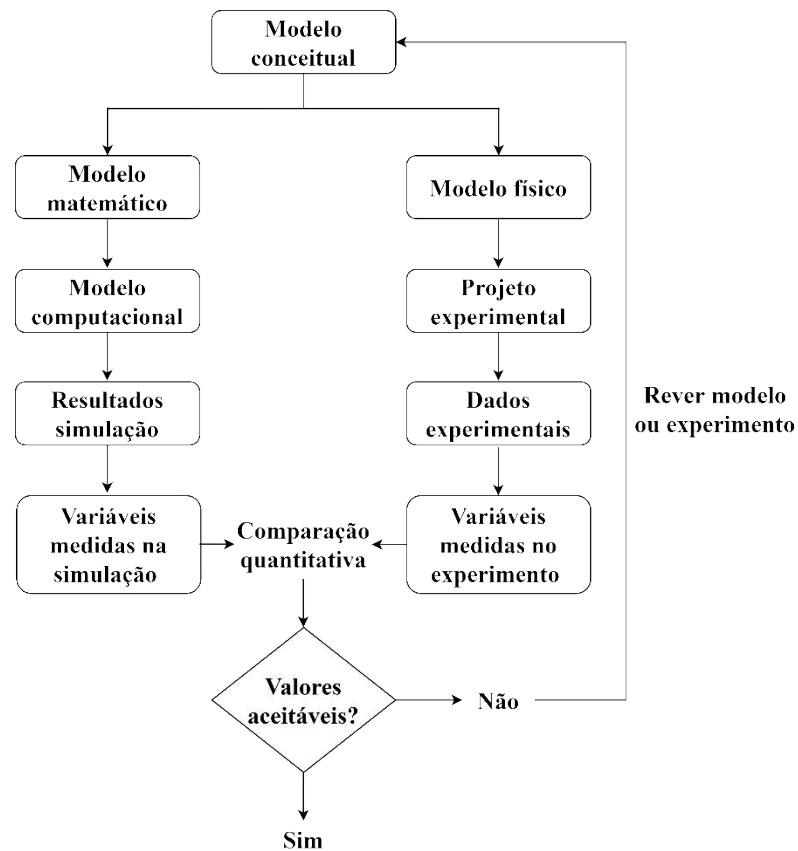 Modelo
conceitual
Modelo
matemático
Modelo físico
Modelo
computacional
Projeto
experimental
Resultados
simulação
Dados
experimentais
Rever modelo
ou experimento
Variáveis
medidas na
simulação
Comparação
quantitativa
Variáveis
medidas no
experimento
Valores
aceitáveis?
Não
Sim